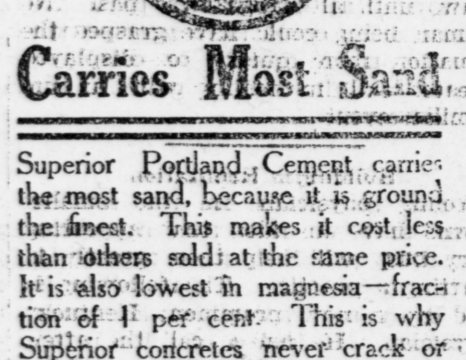 Carries Most Sand
Superior Portland Cement carries
the most sand, because it is ground
the finest. This makes it cost less
than others sold at the same price.
It is also lowest in magnesia—frac-
tion of 1 per cent. This is why
Superior concretes never crack or